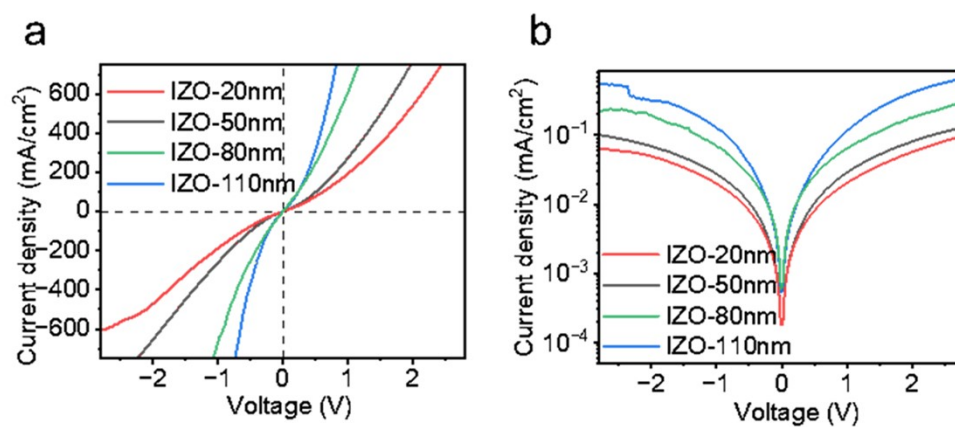 a
Current density (mA/cm²)
600
400
200
0
−200
−400
−600
IZO-20nm
IZO-50nm
IZO-80nm
IZO-110nm
−2
−1
0
1
2
Voltage (V)
b
Current density (mA/cm²)
10⁻¹
10⁻²
10⁻³
10⁻⁴
IZO-20nm
IZO-50nm
IZO-80nm
IZO-110nm
−2
−1
0
1
2
Voltage (V)